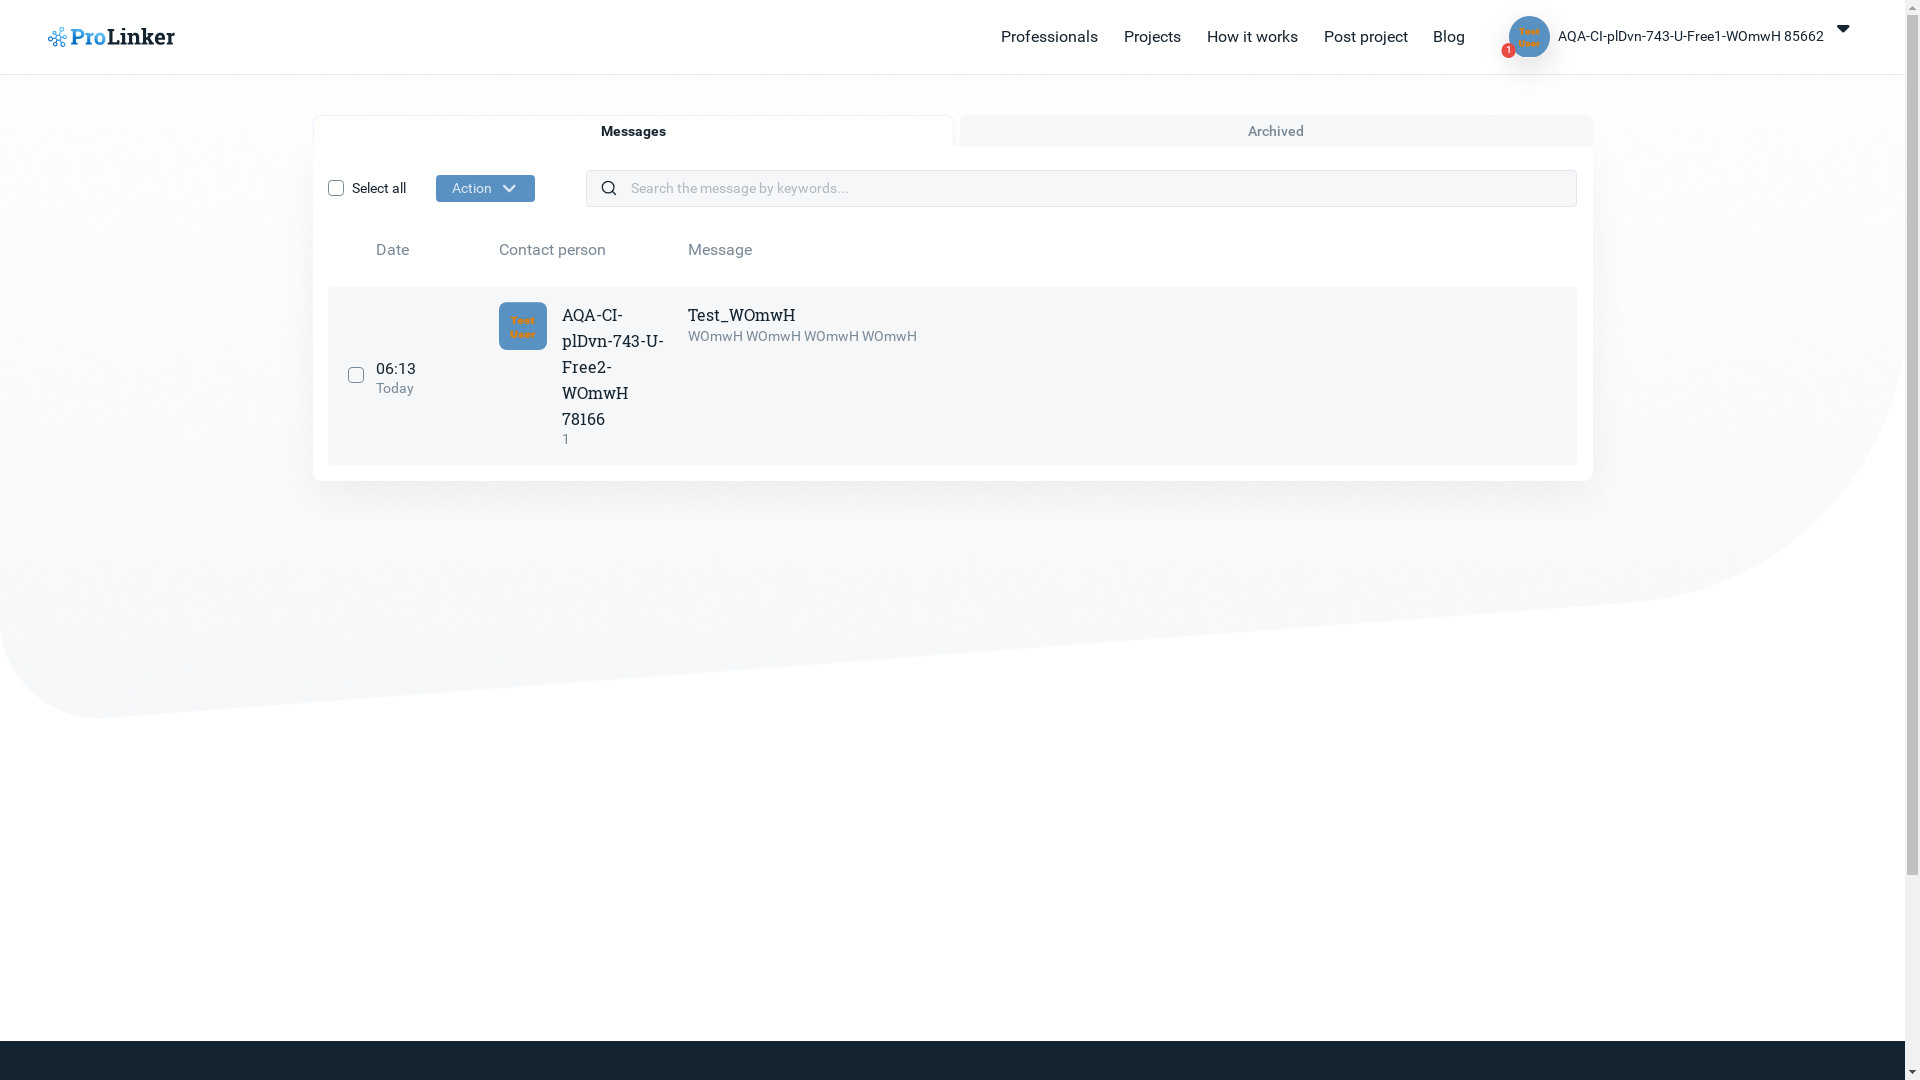 ProLinker
Professionals
Projects
How it works
Post project
Blog
Test
User
1
AQA-CI-plDvn-743-U-Free1-WOmwH 85662
Messages
Archived
Select all
Action
Search the message by keywords...
Date
Contact person
Message
06:13
Today
Test
User
AQA-CI-
plDvn-743-U-
Free2-
WOmwH
78166
1
Test_WOmwH
WOmwH WOmwH WOmwH WOmwH